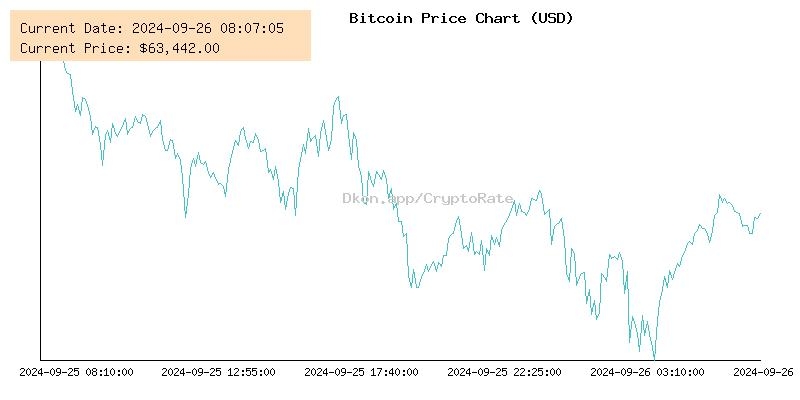 Bitcoin Price Chart (USD)
Current Date: 2024-09-26 08:07:05
Current Price: $63,442.00
Dkon.app/CryptoRate
2024-09-25 08:10:00 2024-09-25 12:55:00 2024-09-25 17:40:00 2024-09-25 22:25:00 2024-09-26 03:10:00 2024-09-26